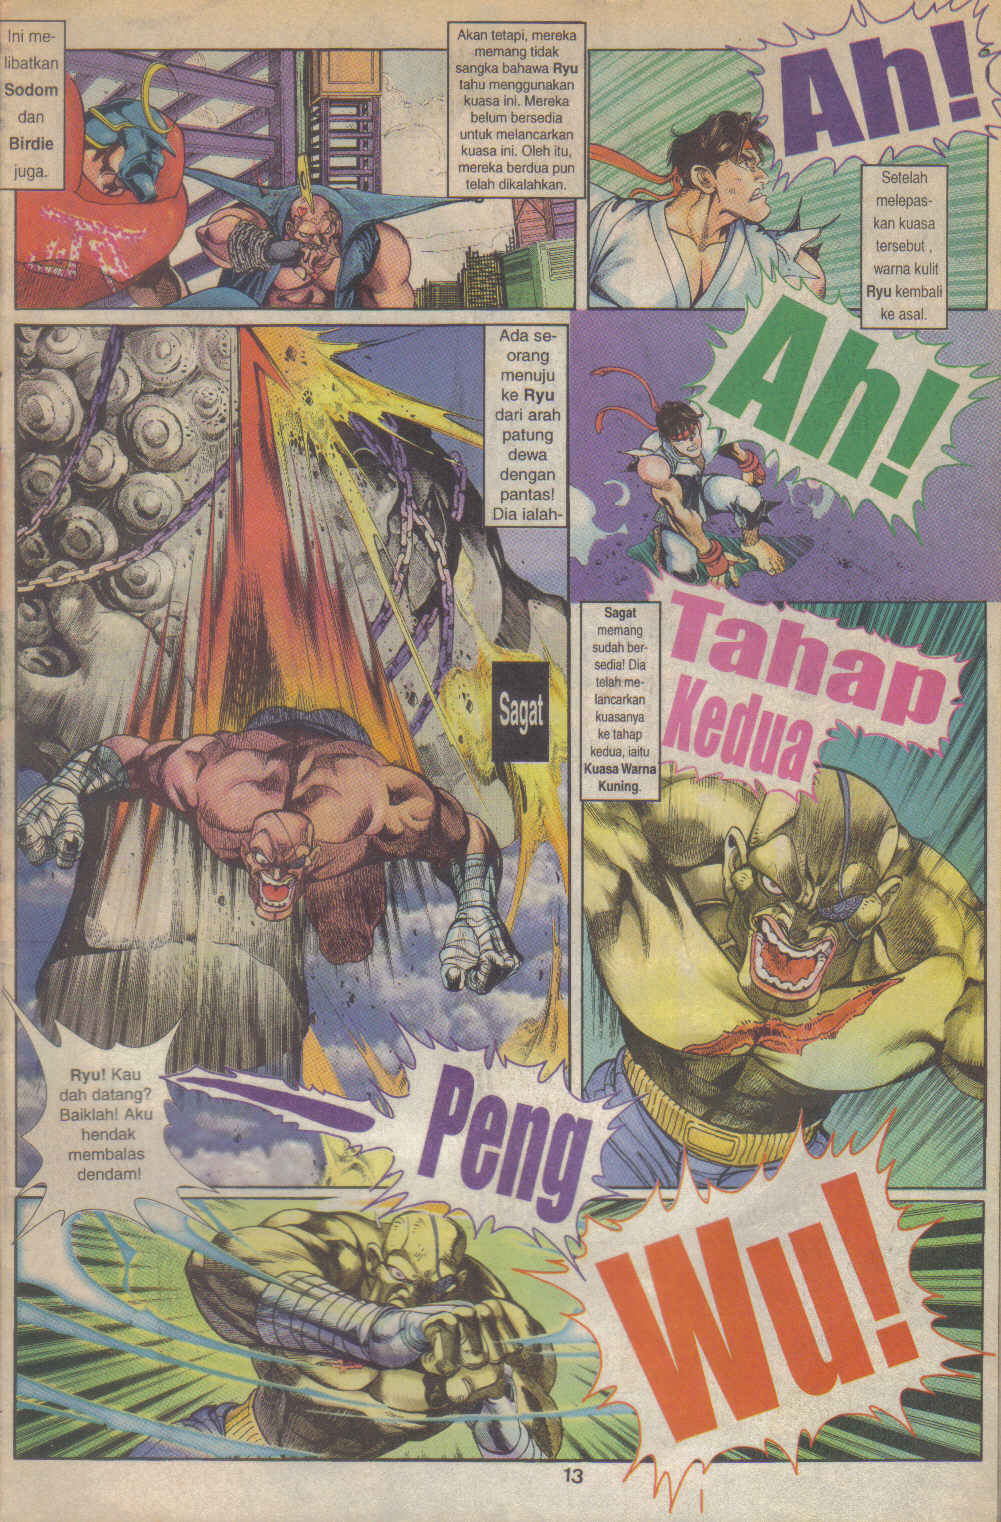 Ini me-
libatkan
Sodom
dan
Birdie
juga.
Akan tetapi, mereka
memang tidak
sangka bahawa Ryu
tahu menggunakan
kuasa ini. Mereka
belum bersedia
untuk melancarkan
kuasa ini. Oleh itu,
mereka berdua pun
telah dikalahkan.
Ah!
Setelah
melepas-
kan kuasa
tersebut ,
warna kulit
Ryu kembali
ke asal.
Ada se-
orang
menuju
ke Ryu
dari arah
patung
dewa
dengan
pantas!
Dia ialah-
Ah!
Sagat
Sagat
memang
sudah ber-
sedia! Dia
telah me-
lancarkan
kuasanya
ke tahap
kedua, iaitu
Kuasa Warna
Kuning.
Tahap
Kedua
Ryu! Kau
dah datang?
Baiklah! Aku
hendak
membalas
dendam!
Peng
Wu!
13